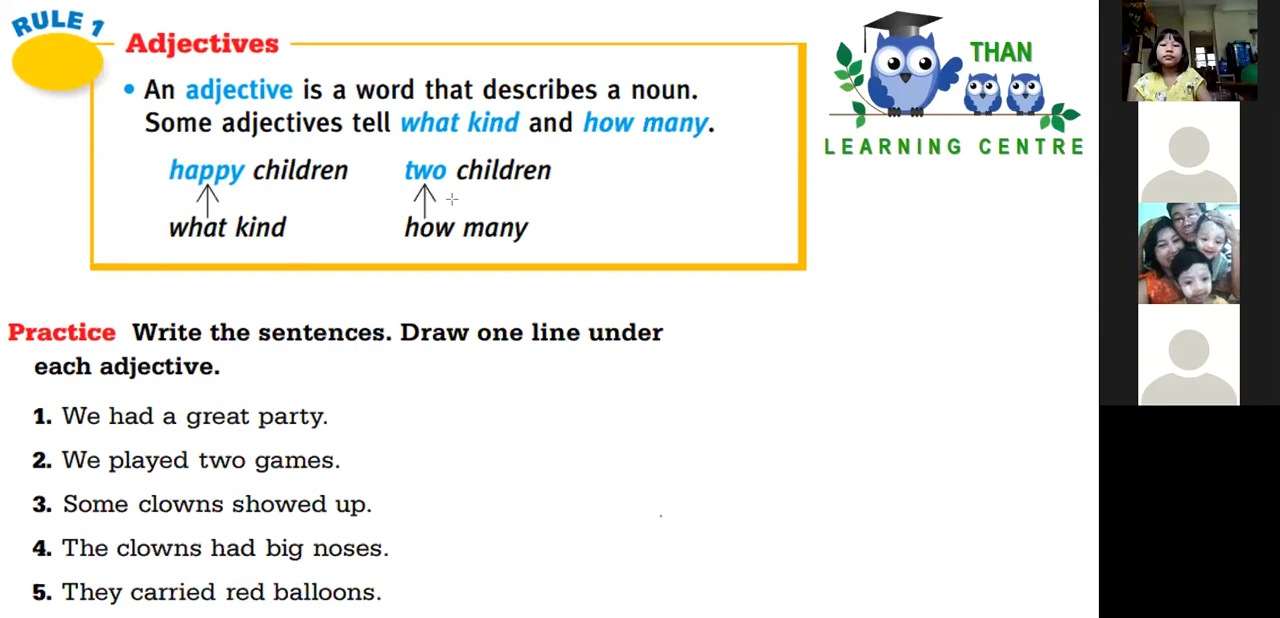 RULE 1
Adjectives
• An adjective is a word that describes a noun.
Some adjectives tell what kind and how many.
happy children two children
what kind how many
THAN
LEARNING CENTRE
Practice Write the sentences. Draw one line under
each adjective.
1. We had a great party.
2. We played two games.
3. Some clowns showed up.
4. The clowns had big noses.
5. They carried red balloons.